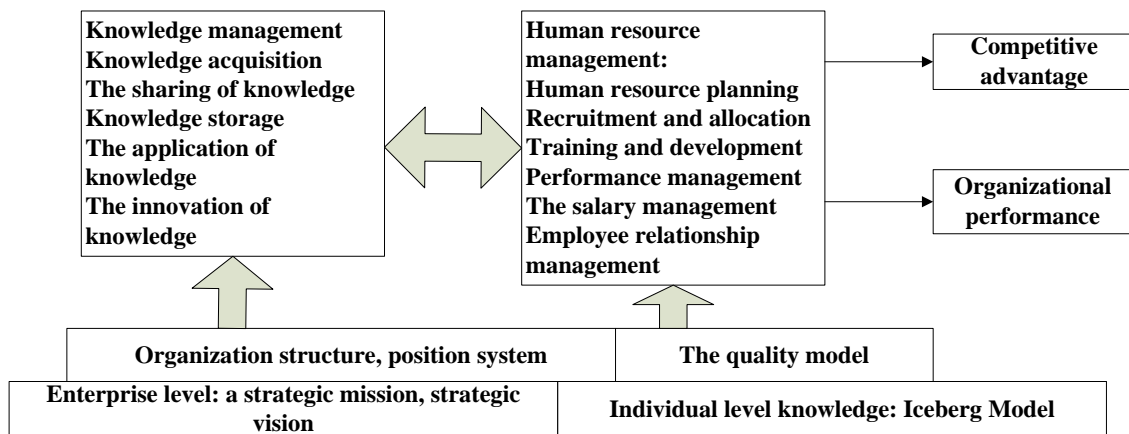 Knowledge management
Knowledge acquisition
The sharing of knowledge
Knowledge storage
The application of
knowledge
The innovation of
knowledge
Human resource
management:
Human resource planning
Recruitment and allocation
Training and development
Performance management
The salary management
Employee relationship
management
Competitive
advantage
Organizational
performance
Organization structure, position system
The quality model
Enterprise level: a strategic mission, strategic
vision
Individual level knowledge: Iceberg Model